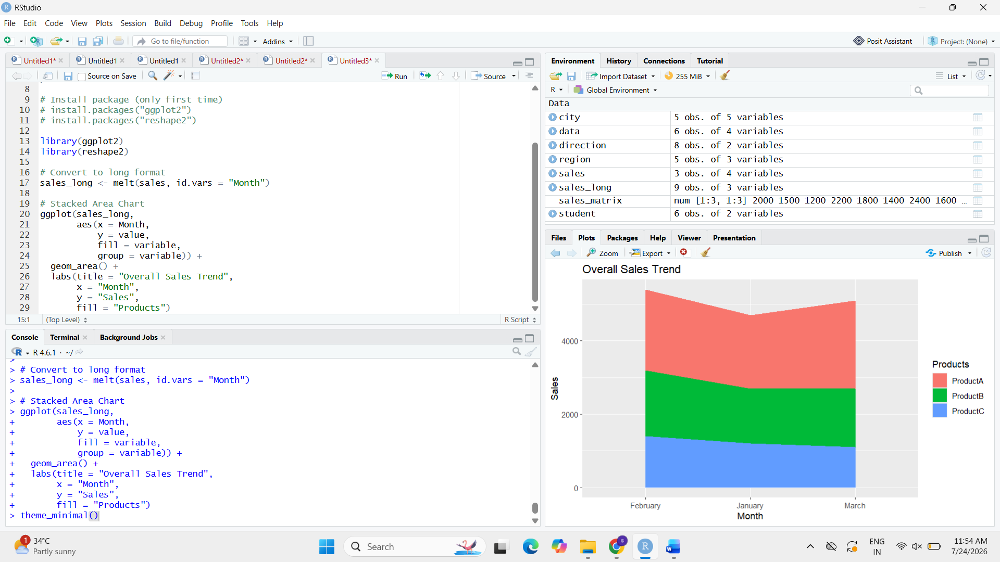 RStudio
File Edit Code View Plots Session Build Debug Profile Tools Help
Go to file/function Addins Posit Assistant Project: (None)
Untitled1* Untitled1 Untitled1 Untitled2* Untitled2* Untitled3*
Source on Save Run Source
8
9 # Install package (only first time)
10 # install.packages("ggplot2")
11 # install.packages("reshape2")
12
13 library(ggplot2)
14 library(reshape2)
15
16 # Convert to long format
17 sales_long <- melt(sales, id.vars = "Month")
18
19 # Stacked Area Chart
20 ggplot(sales_long,
21 aes(x = Month,
22 y = value,
23 fill = variable,
24 group = variable)) +
25 geom_area() +
26 labs(title = "Overall Sales Trend",
27 x = "Month",
28 y = "Sales",
29 fill = "Products")
15:1 (Top Level) R Script
Console Terminal Background Jobs
R 4.6.1 · ~/
>
> # Convert to long format
> sales_long <- melt(sales, id.vars = "Month")
>
> # Stacked Area Chart
> ggplot(sales_long,
+ aes(x = Month,
+ y = value,
+ fill = variable,
+ group = variable)) +
+ geom_area() +
+ labs(title = "Overall Sales Trend",
+ x = "Month",
+ y = "Sales",
+ fill = "Products")
> theme_minimal()
Environment History Connections Tutorial
Import Dataset 255 MiB List
R Global Environment
Data
city 5 obs. of 5 variables
data 6 obs. of 4 variables
direction 8 obs. of 2 variables
region 5 obs. of 3 variables
sales 3 obs. of 4 variables
sales_long 9 obs. of 3 variables
sales_matrix num [1:3, 1:3] 2000 1500 1200 2200 1800 1400 2400 1600 …
student 6 obs. of 2 variables
Files Plots Packages Help Viewer Presentation
Zoom Export Publish
Overall Sales Trend
4000
2000
0
Sales
February January March
Month
Products
ProductA
ProductB
ProductC
1
34°C
Partly sunny
Search
ENG
IN
11:54 AM
7/24/2026